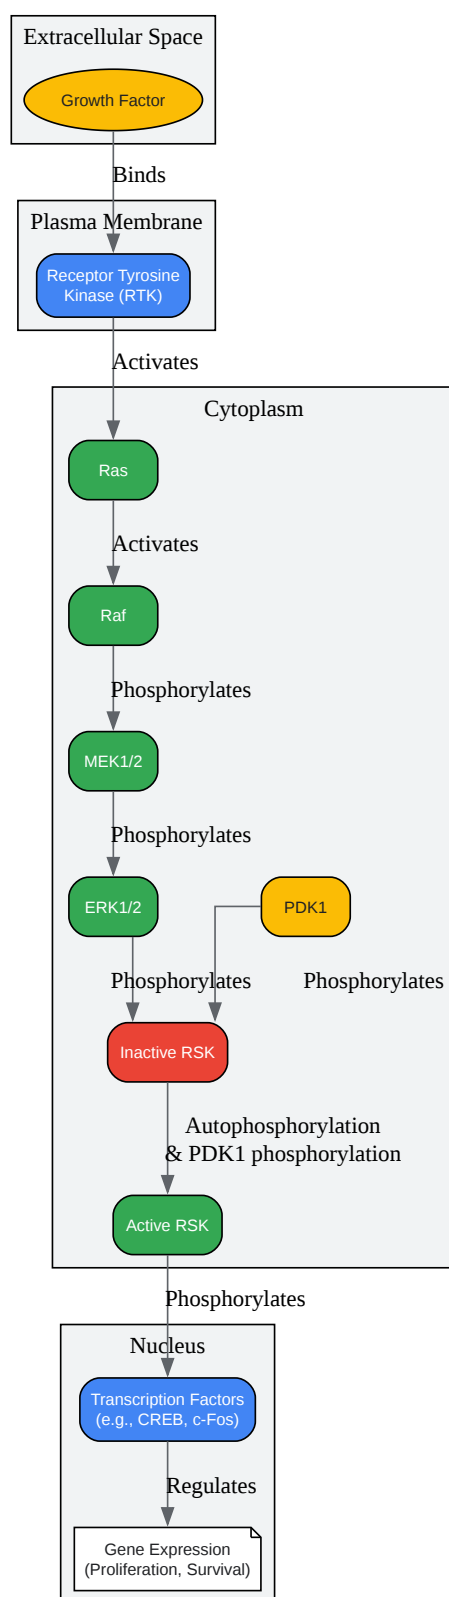 Extracellular Space
Growth Factor
Binds
Plasma Membrane
Receptor Tyrosine
Kinase (RTK)
Activates
Cytoplasm
Ras
Activates
Raf
Phosphorylates
MEK1/2
Phosphorylates
ERK1/2
PDK1
Phosphorylates
Phosphorylates
Inactive RSK
Autophosphorylation
& PDK1 phosphorylation
Active RSK
Phosphorylates
Nucleus
Transcription Factors
(e.g., CREB, c-Fos)
Regulates
Gene Expression
(Proliferation, Survival)